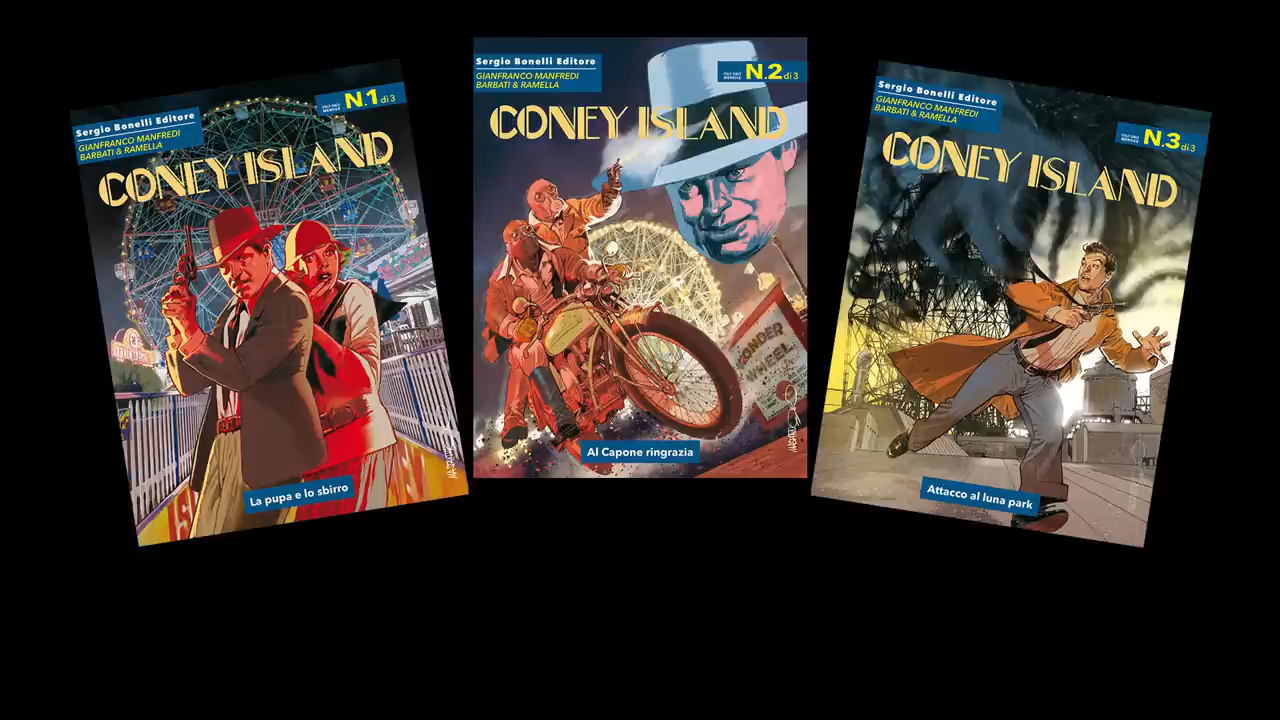 Sergio Bonelli Editore
GIANFRANCO MANFREDI
BARBATI & RAMELLA
N.1 di 3
CONEY ISLAND
La pupa e lo sbirro
Sergio Bonelli Editore
GIANFRANCO MANFREDI
BARBATI & RAMELLA
N.2 di 3
CONEY ISLAND
WONDER
WHEEL
Al Capone ringrazia
Sergio Bonelli Editore
GIANFRANCO MANFREDI
BARBATI & RAMELLA
N.3 di 3
CONEY ISLAND
Attacco al luna park